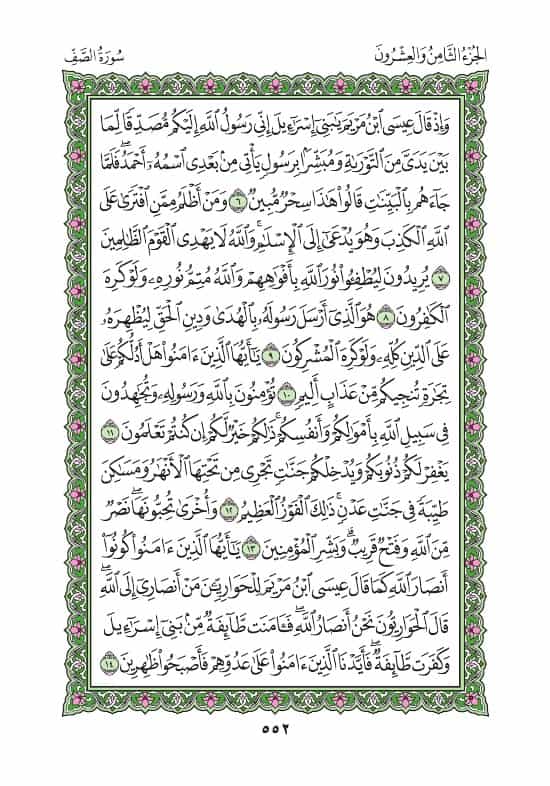 الجُزْءُ الثَّامِنُ وَالعِشْرُونَ
سُورَةُ الصَّفِّ
وَإِذْ قَالَ عِيسَى ابْنُ مَرْيَمَ يَٰبَنِىٓ إِسْرَٰٓءِيلَ إِنِّى رَسُولُ ٱللَّهِ إِلَيْكُم مُّصَدِّقًا لِّمَا
بَيْنَ يَدَىَّ مِنَ ٱلتَّوْرَىٰةِ وَمُبَشِّرًۢا بِرَسُولٍ يَأْتِى مِنۢ بَعْدِى ٱسْمُهُۥٓ أَحْمَدُ ۖ فَلَمَّا
جَآءَهُم بِٱلْبَيِّنَٰتِ قَالُوا۟ هَٰذَا سِحْرٌ مُّبِينٌ ٦ وَمَنْ أَظْلَمُ مِمَّنِ ٱفْتَرَىٰ عَلَى
ٱللَّهِ ٱلْكَذِبَ وَهُوَ يُدْعَىٰٓ إِلَى ٱلْإِسْلَٰمِ ۚ وَٱللَّهُ لَا يَهْدِى ٱلْقَوْمَ ٱلظَّٰلِمِينَ
٧ يُرِيدُونَ لِيُطْفِـُٔوا۟ نُورَ ٱللَّهِ بِأَفْوَٰهِهِمْ وَٱللَّهُ مُتِمُّ نُورِهِۦ وَلَوْ كَرِهَ
ٱلْكَٰفِرُونَ ٨ هُوَ ٱلَّذِىٓ أَرْسَلَ رَسُولَهُۥ بِٱلْهُدَىٰ وَدِينِ ٱلْحَقِّ لِيُظْهِرَهُۥ
عَلَى ٱلدِّينِ كُلِّهِۦ وَلَوْ كَرِهَ ٱلْمُشْرِكُونَ ٩ يَٰٓأَيُّهَا ٱلَّذِينَ ءَامَنُوا۟ هَلْ أَدُلُّكُمْ عَلَىٰ
تِجَٰرَةٍ تُنجِيكُم مِّنْ عَذَابٍ أَلِيمٍ ١٠ تُؤْمِنُونَ بِٱللَّهِ وَرَسُولِهِۦ وَتُجَٰهِدُونَ
فِى سَبِيلِ ٱللَّهِ بِأَمْوَٰلِكُمْ وَأَنفُسِكُمْ ۚ ذَٰلِكُمْ خَيْرٌ لَّكُمْ إِن كُنتُمْ تَعْلَمُونَ ١١
يَغْفِرْ لَكُمْ ذُنُوبَكُمْ وَيُدْخِلْكُمْ جَنَّٰتٍ تَجْرِى مِن تَحْتِهَا ٱلْأَنْهَٰرُ وَمَسَٰكِنَ
طَيِّبَةً فِى جَنَّٰتِ عَدْنٍ ۚ ذَٰلِكَ ٱلْفَوْزُ ٱلْعَظِيمُ ١٢ وَأُخْرَىٰ تُحِبُّونَهَا ۖ نَصْرٌ
مِّنَ ٱللَّهِ وَفَتْحٌ قَرِيبٌ ۗ وَبَشِّرِ ٱلْمُؤْمِنِينَ ١٣ يَٰٓأَيُّهَا ٱلَّذِينَ ءَامَنُوا۟ كُونُوٓا۟
أَنصَارَ ٱللَّهِ كَمَا قَالَ عِيسَى ٱبْنُ مَرْيَمَ لِلْحَوَارِيِّـۧنَ مَنْ أَنصَارِىٓ إِلَى ٱللَّهِ ۖ
قَالَ ٱلْحَوَارِيُّونَ نَحْنُ أَنصَارُ ٱللَّهِ ۖ فَـَٔامَنَت طَّآئِفَةٌ مِّنۢ بَنِىٓ إِسْرَٰٓءِيلَ
وَكَفَرَت طَّآئِفَةٌ ۖ فَأَيَّدْنَا ٱلَّذِينَ ءَامَنُوا۟ عَلَىٰ عَدُوِّهِمْ فَأَصْبَحُوا۟ ظَٰهِرِينَ ١٤
٥٥٢